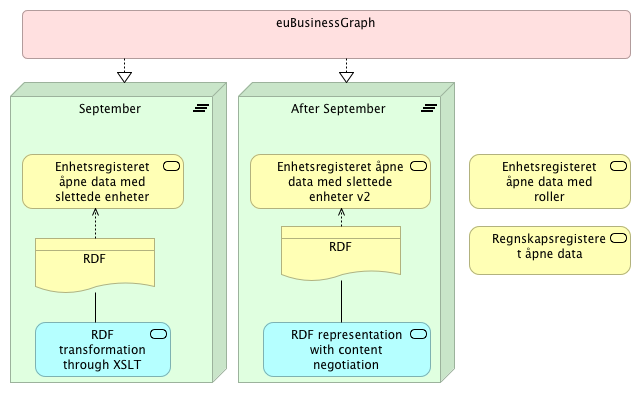 euBusinessGraph
September
After September
Enhetsregisteret
åpne data med
slettede enheter
Enhetsregisteret åpne
data med slettede
enheter v2
Enhetsregisteret
åpne data med
roller
RDF
RDF
Regnskapsregistere
t åpne data
RDF
transformation
through XSLT
RDF representation
with content
negotiation